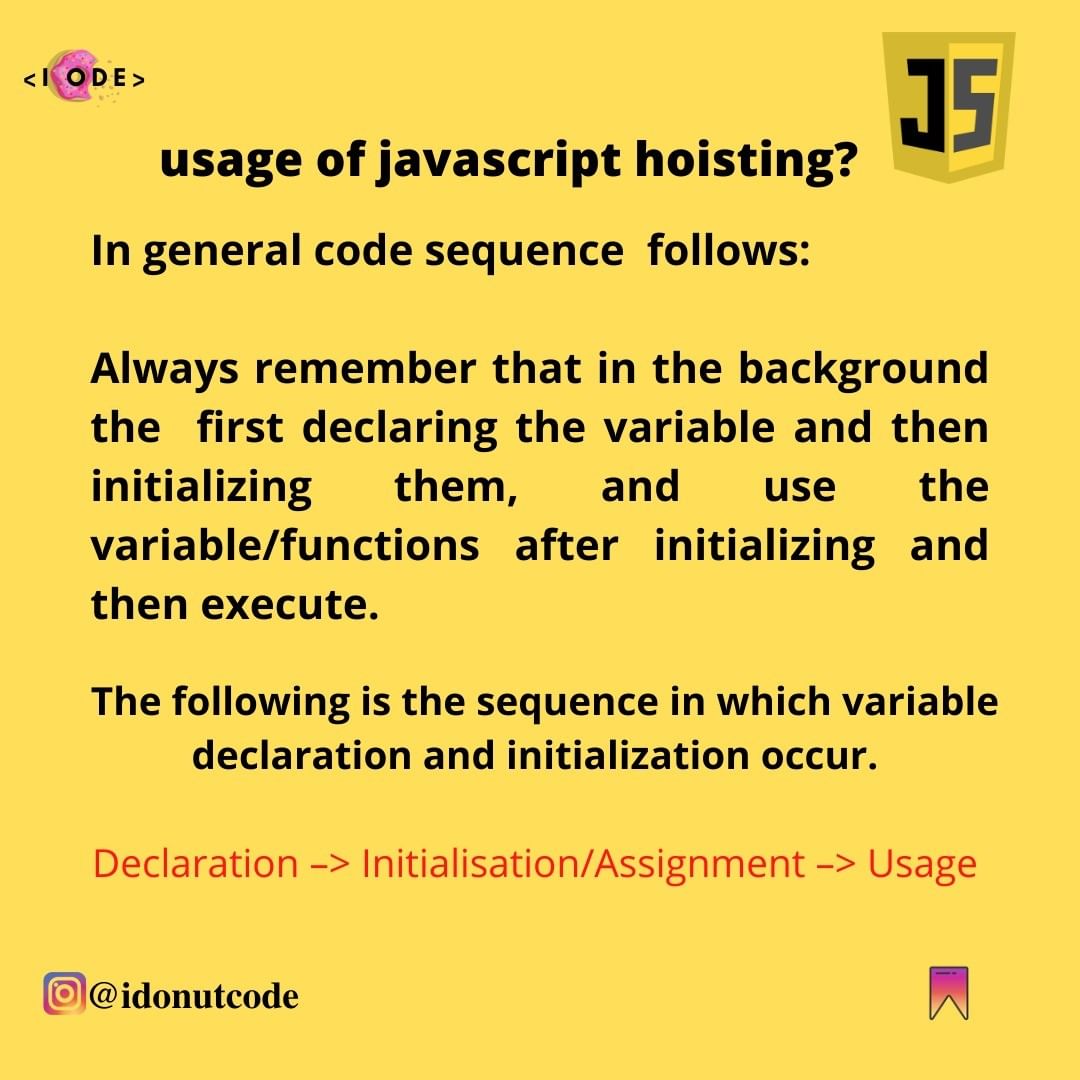 <I ODE>
JS
usage of javascript hoisting?
In general code sequence follows:
Always remember that in the background
the first declaring the variable and then
initializing them, and use the
variable/functions after initializing and
then execute.
The following is the sequence in which variable
declaration and initialization occur.
Declaration –> Initialisation/Assignment –> Usage
@idonutcode